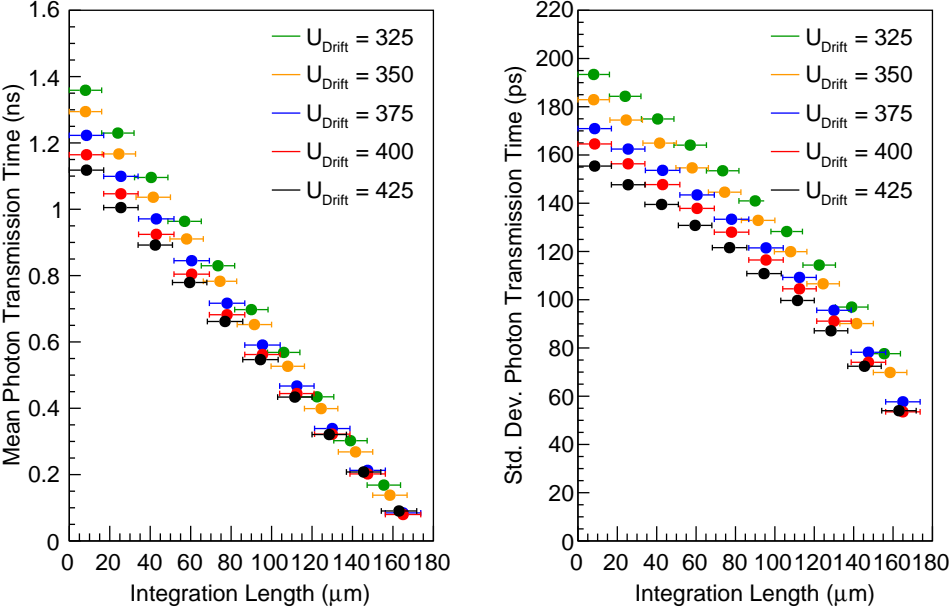 Mean Photon Transmission Time (ns)
1.6
1.4
1.2
1
0.8
0.6
0.4
0.2
0
U_Drift = 325
U_Drift = 350
U_Drift = 375
U_Drift = 400
U_Drift = 425
0 20 40 60 80 100 120 140 160 180
Integration Length (μm)
Std. Dev. Photon Transmission Time (ps)
220
200
180
160
140
120
100
80
60
40
20
0
U_Drift = 325
U_Drift = 350
U_Drift = 375
U_Drift = 400
U_Drift = 425
0 20 40 60 80 100 120 140 160 180
Integration Length (μm)